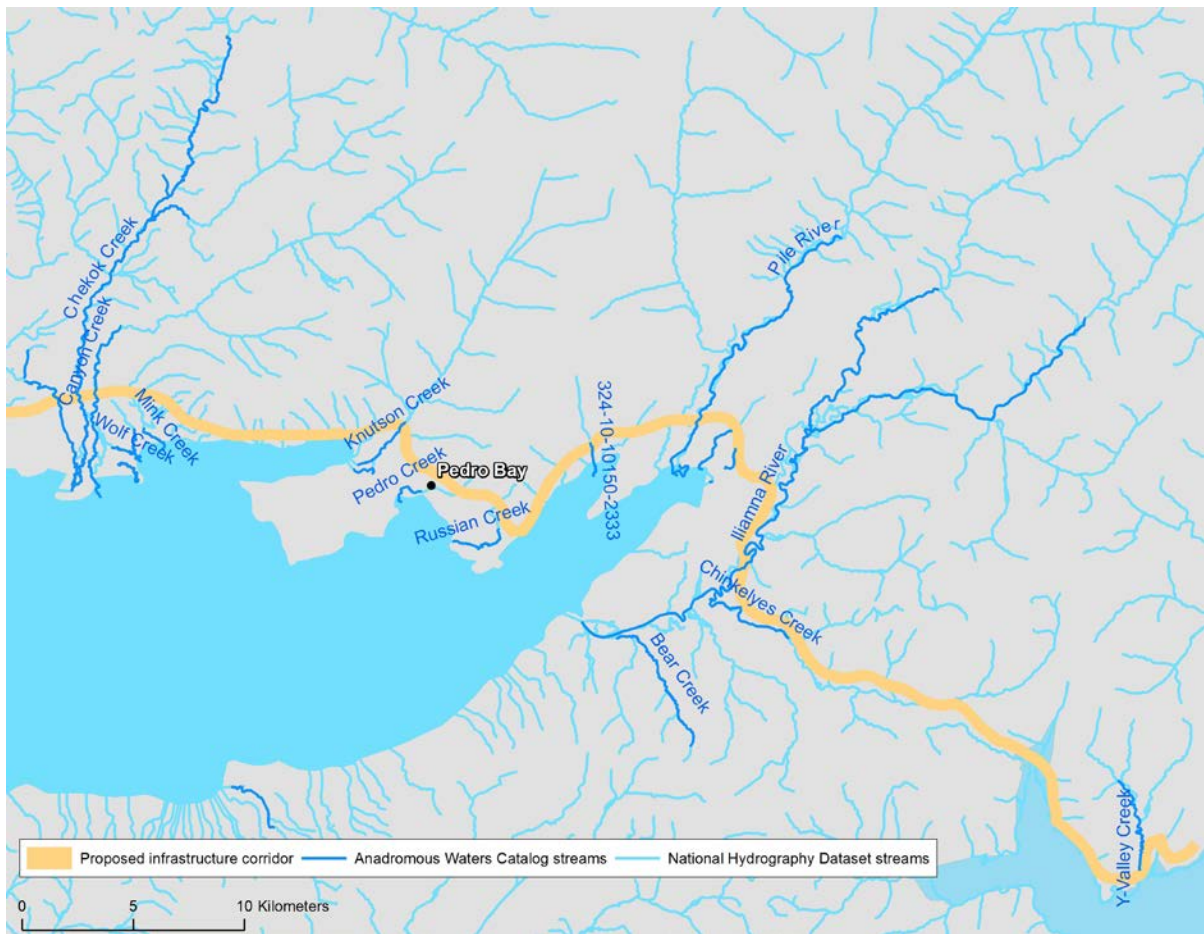 Chekok Creek
Canyon Creek
Mink Creek
Wolf Creek
Knutson Creek
Pedro Creek
Pedro Bay
Russian Creek
324-10-10150-2333
Pile River
Iliamna River
Chinkelyes Creek
Bear Creek
Y-Valley Creek
Proposed infrastructure corridor
Anadromous Waters Catalog streams
National Hydrography Dataset streams
0 5 10 Kilometers